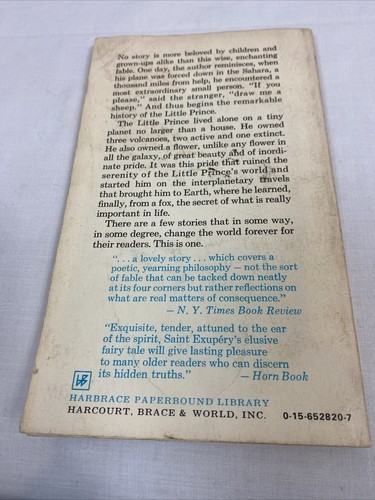 No story is more beloved by children and
grown-ups alike than this wise, enchanting
fable. One day, the author reminisces, when
his plane was forced down in the Sahara, a
thousand miles from help, he encountered a
most extraordinary small person. "If you
please," said the stranger, "draw me a
sheep." And thus begins the remarkable
history of the Little Prince.
The Little Prince lived alone on a tiny
planet no larger than a house. He owned
three volcanoes, two active and one extinct.
He also owned a flower, unlike any flower in
all the galaxy, of great beauty and of inordi-
nate pride. It was this pride that ruined the
serenity of the Little Prince's world and
started him on the interplanetary travels
that brought him to Earth, where he learned,
finally, from a fox, the secret of what is really
important in life.
There are a few stories that in some way,
in some degree, change the world forever for
their readers. This is one.
"...a lovely story...which covers a
poetic, yearning philosophy – not the sort
of fable that can be tacked down neatly
at its four corners but rather reflections on
what are real matters of consequence."
– N. Y. Times Book Review
"Exquisite, tender, attuned to the ear
of the spirit, Saint Exupéry's elusive
fairy tale will give lasting pleasure
to many older readers who can discern
its hidden truths." – Horn Book
HARBRACE PAPERBOUND LIBRARY
HARCOURT, BRACE & WORLD, INC. 0-15-652820-7